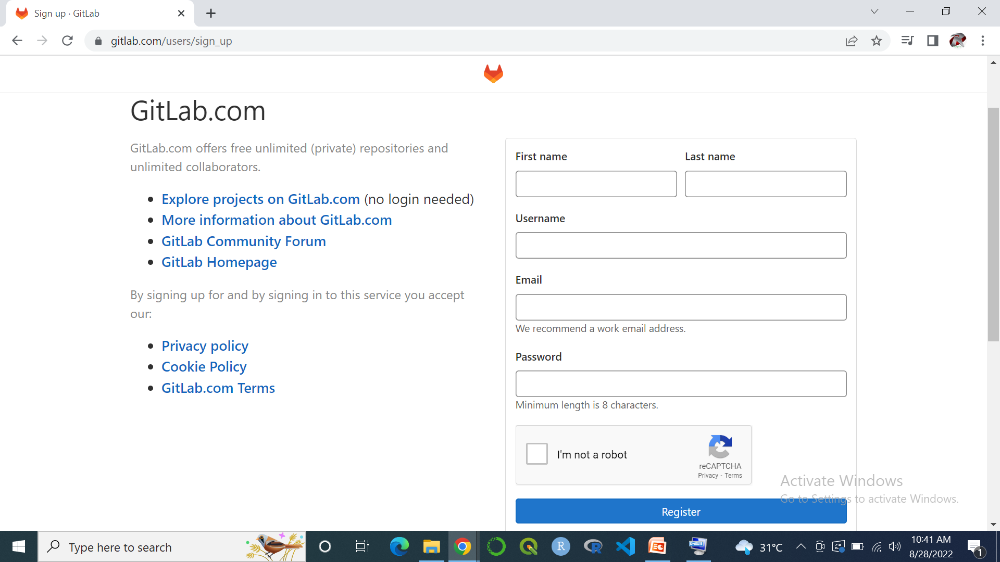 Sign up · GitLab
gitlab.com/users/sign_up
GitLab.com
GitLab.com offers free unlimited (private) repositories and
unlimited collaborators.
Explore projects on GitLab.com (no login needed)
More information about GitLab.com
GitLab Community Forum
GitLab Homepage
By signing up for and by signing in to this service you accept
our:
Privacy policy
Cookie Policy
GitLab.com Terms
First name Last name
Username
Email
We recommend a work email address.
Password
Minimum length is 8 characters.
I'm not a robot
reCAPTCHA
Privacy - Terms
Register
Activate Windows
Go to Settings to activate Windows.
Type here to search
R
R
31°C
10:41 AM
8/28/2022
1